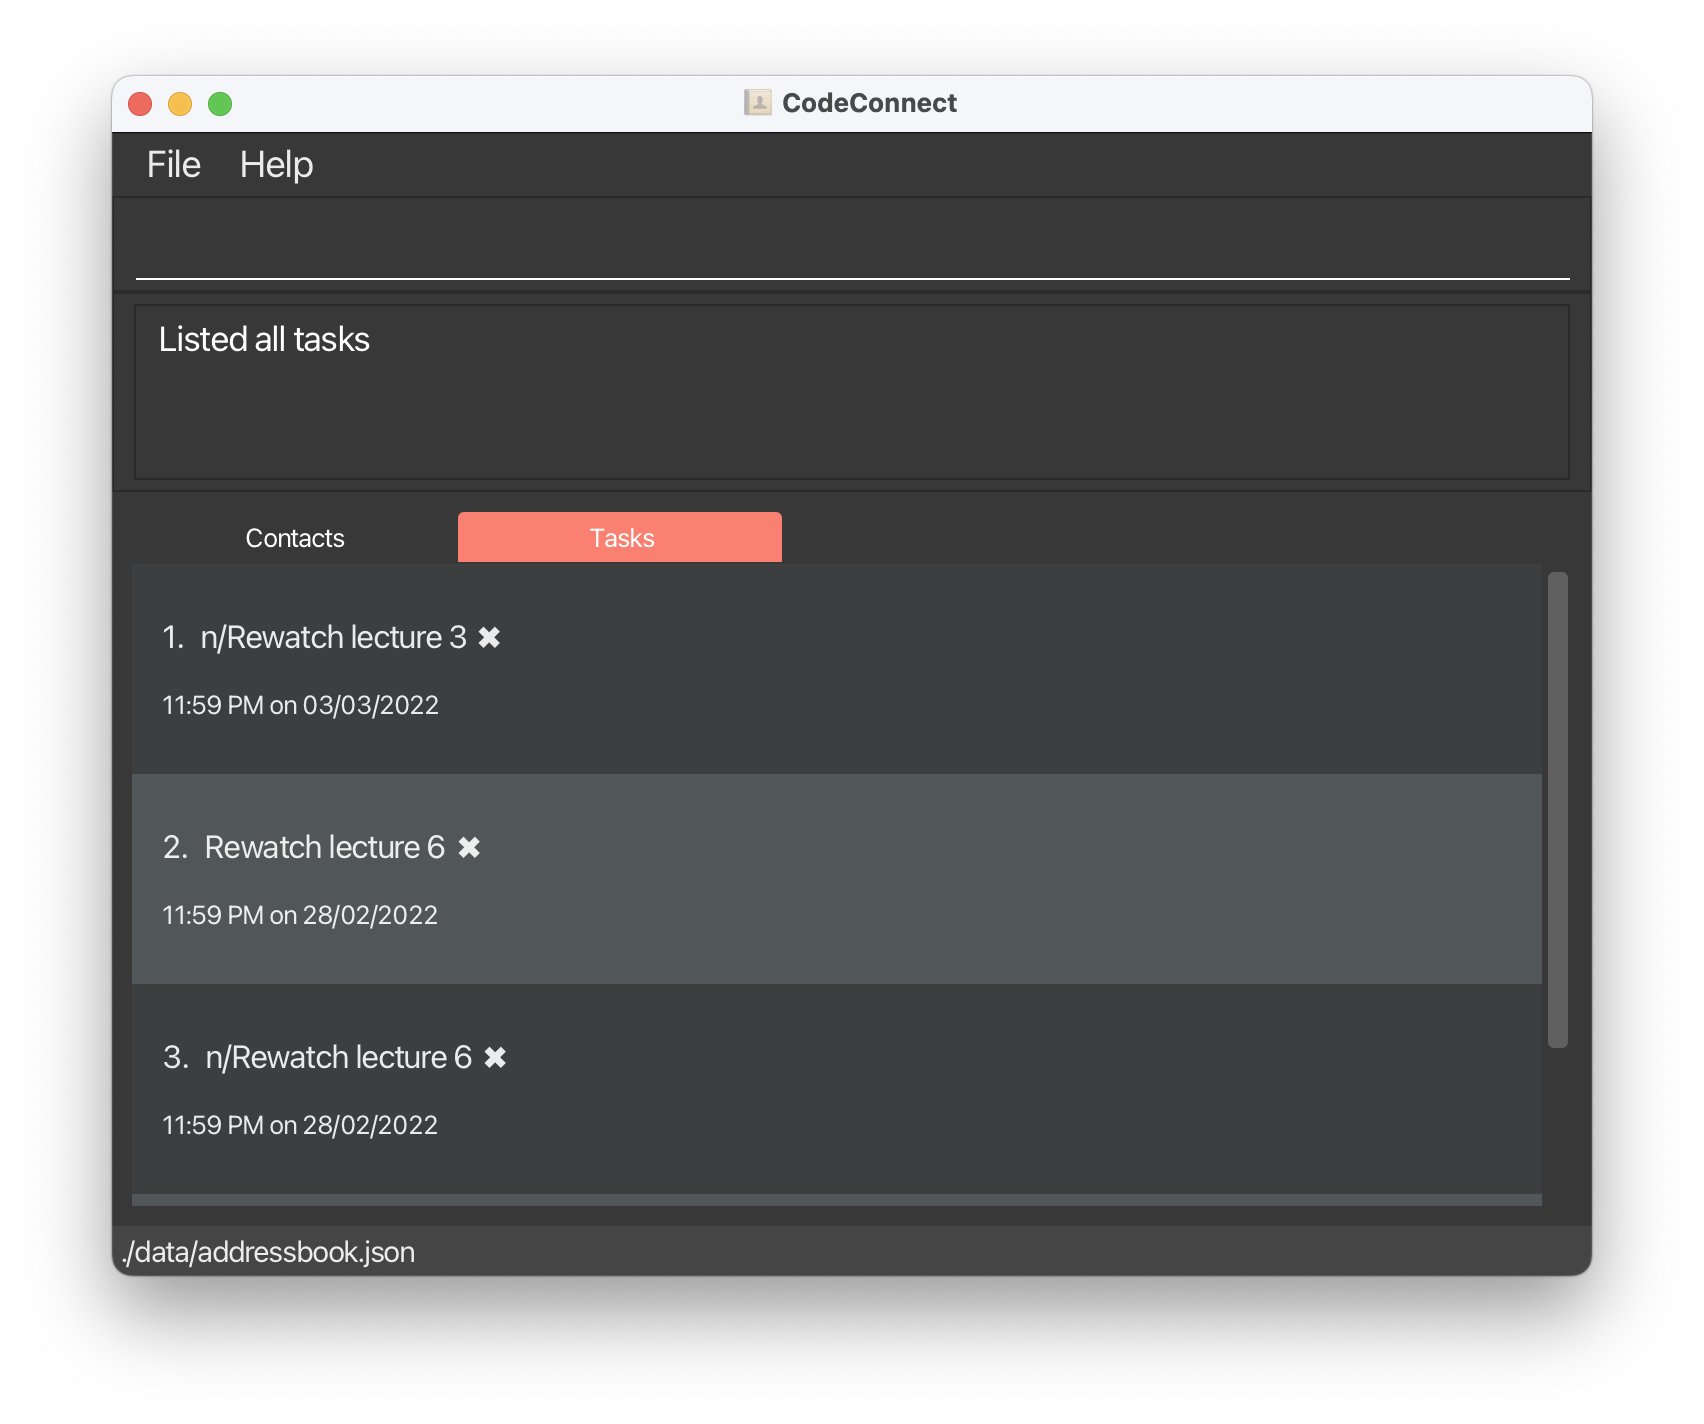 CodeConnect
File Help
Listed all tasks
Contacts Tasks
1. n/Rewatch lecture 3 ✖
11:59 PM on 03/03/2022
2. Rewatch lecture 6 ✖
11:59 PM on 28/02/2022
3. n/Rewatch lecture 6 ✖
11:59 PM on 28/02/2022
./data/addressbook.json